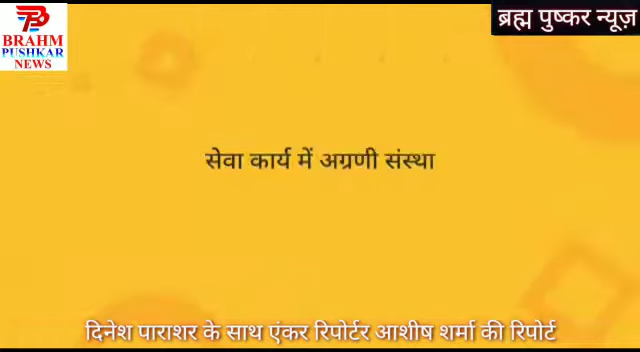 BRAHM
PUSHKAR
NEWS
ब्रह्म पुष्कर न्यूज़
सेवा कार्य में अग्रणी संस्था
दिनेश पाराशर के साथ एंकर रिपोर्टर आशीष शर्मा की रिपोर्ट